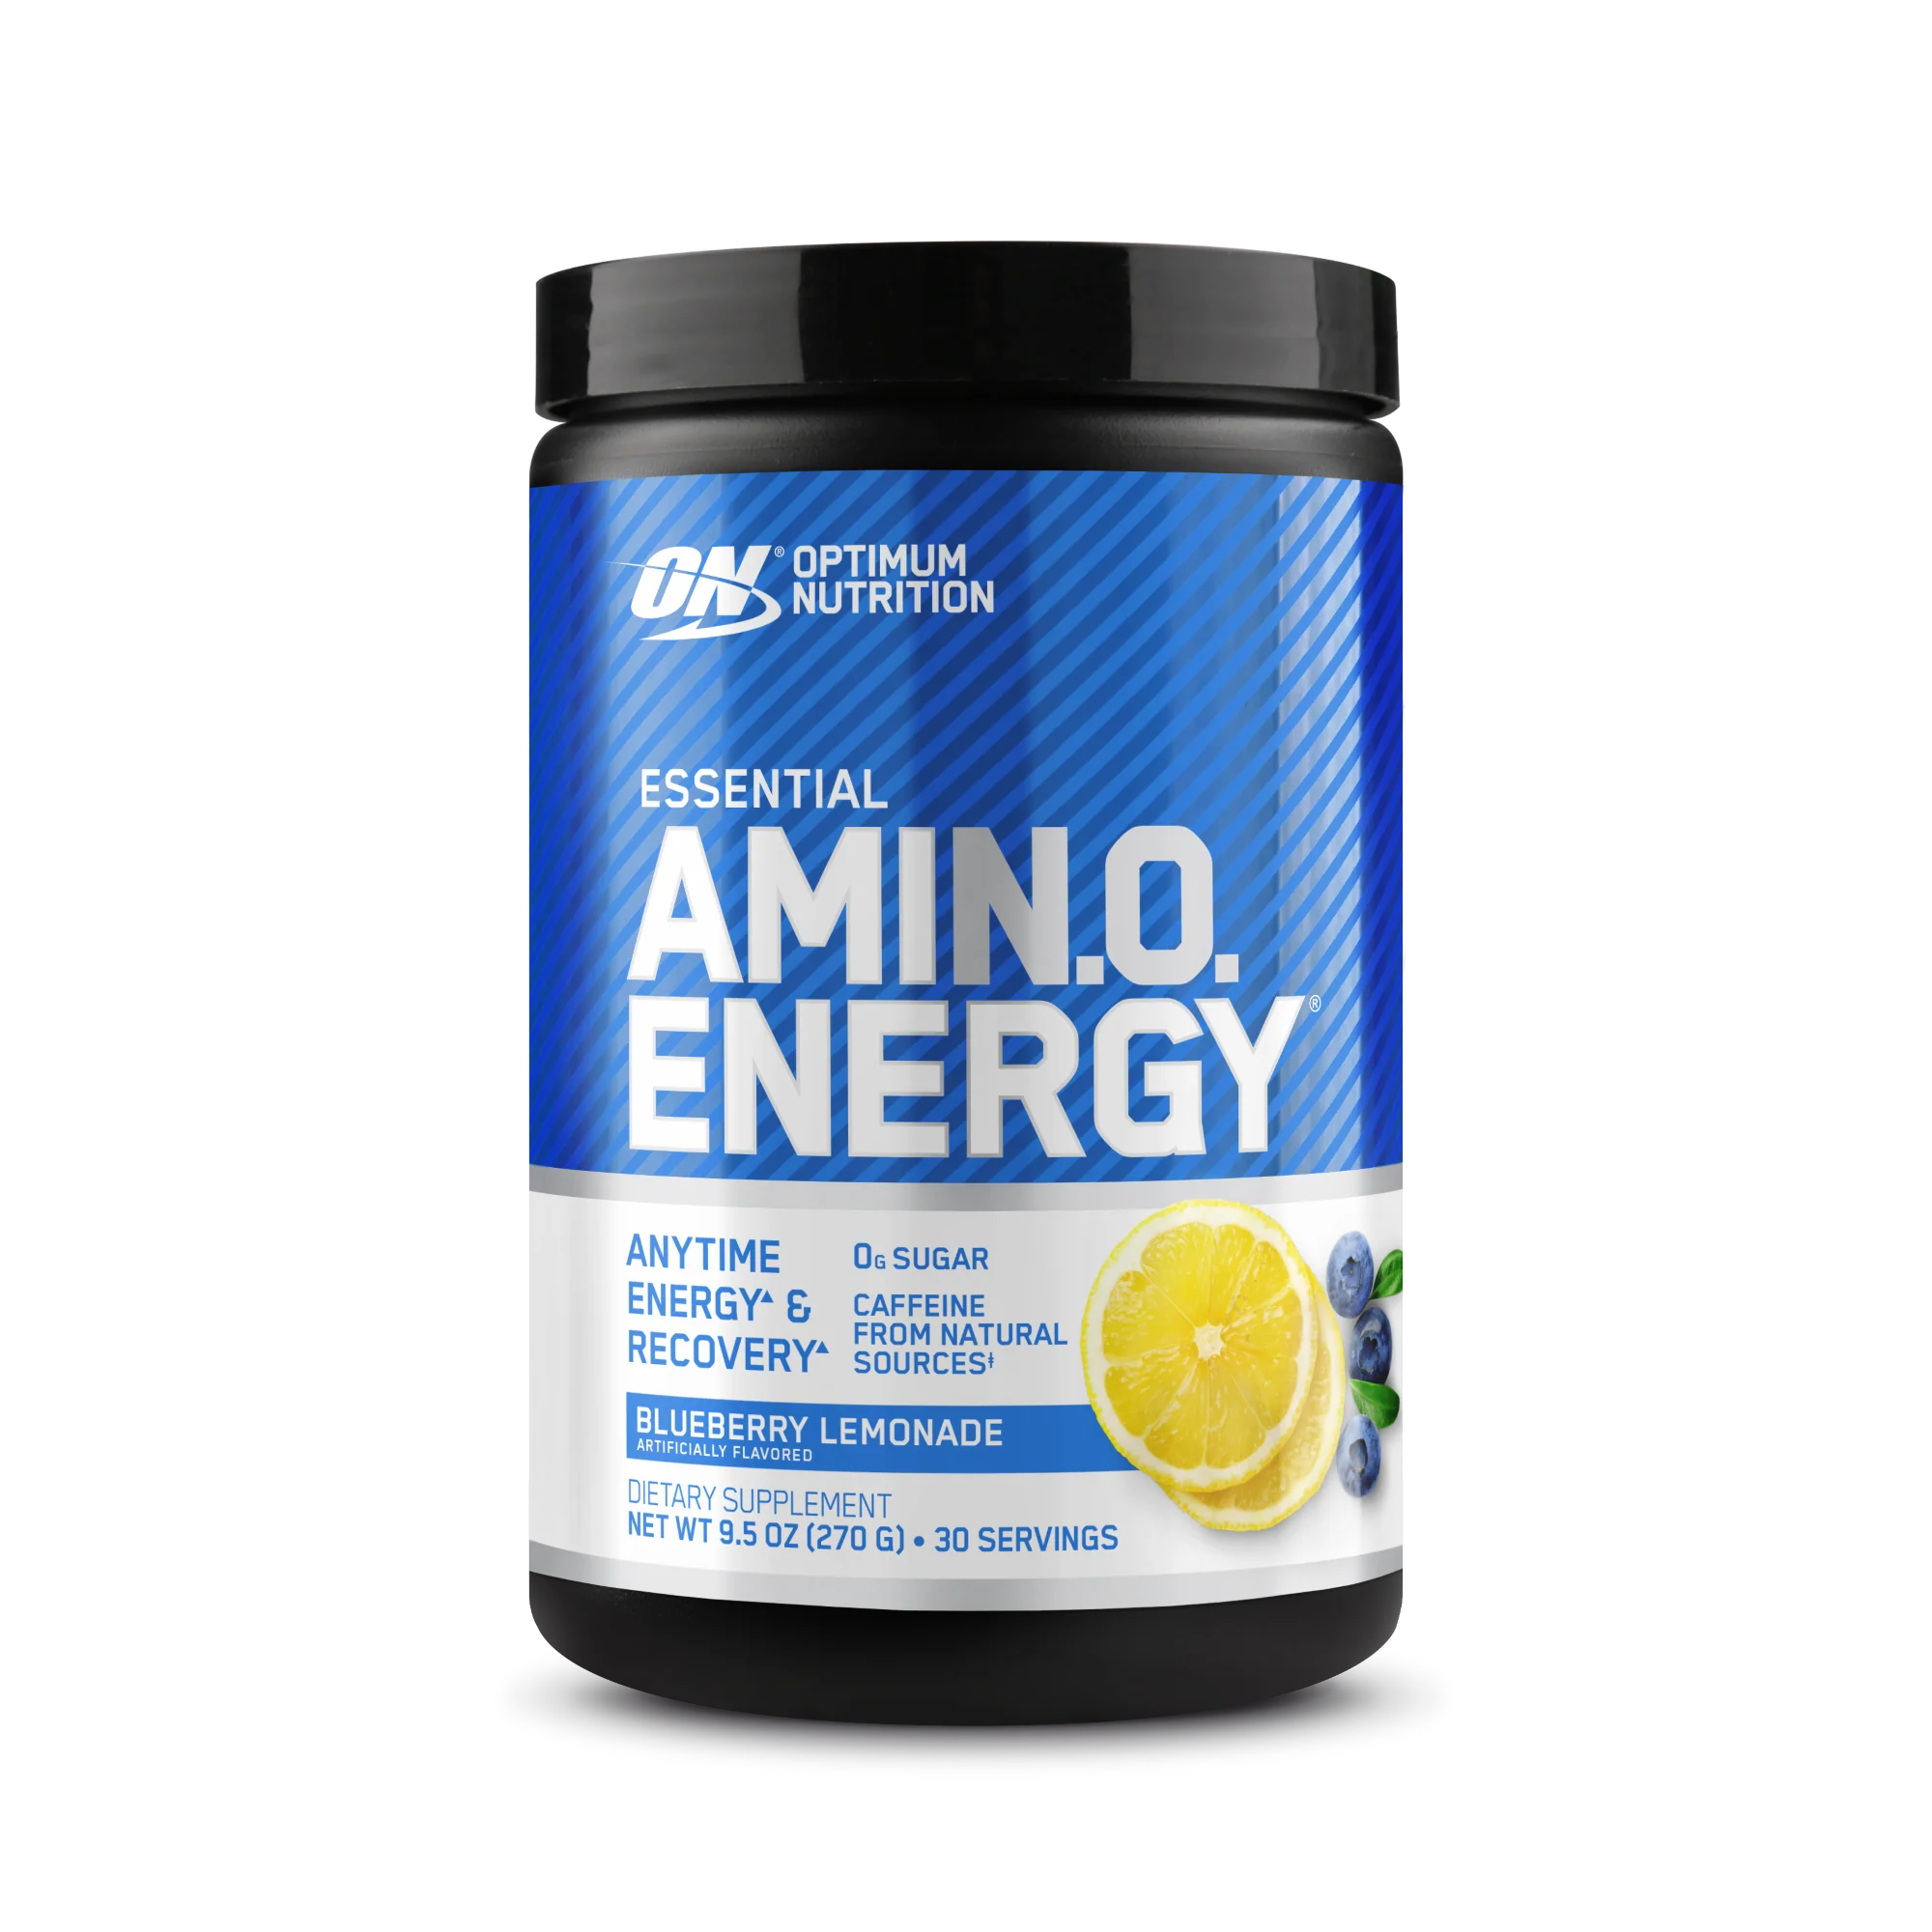 ON® OPTIMUM
NUTRITION
ESSENTIAL
AMIN.O.
ENERGY®
ANYTIME
ENERGY▲ &
RECOVERY▲
0G SUGAR
CAFFEINE
FROM NATURAL
SOURCES‡
BLUEBERRY LEMONADE
ARTIFICIALLY FLAVORED
DIETARY SUPPLEMENT
NET WT 9.5 OZ (270 G) • 30 SERVINGS